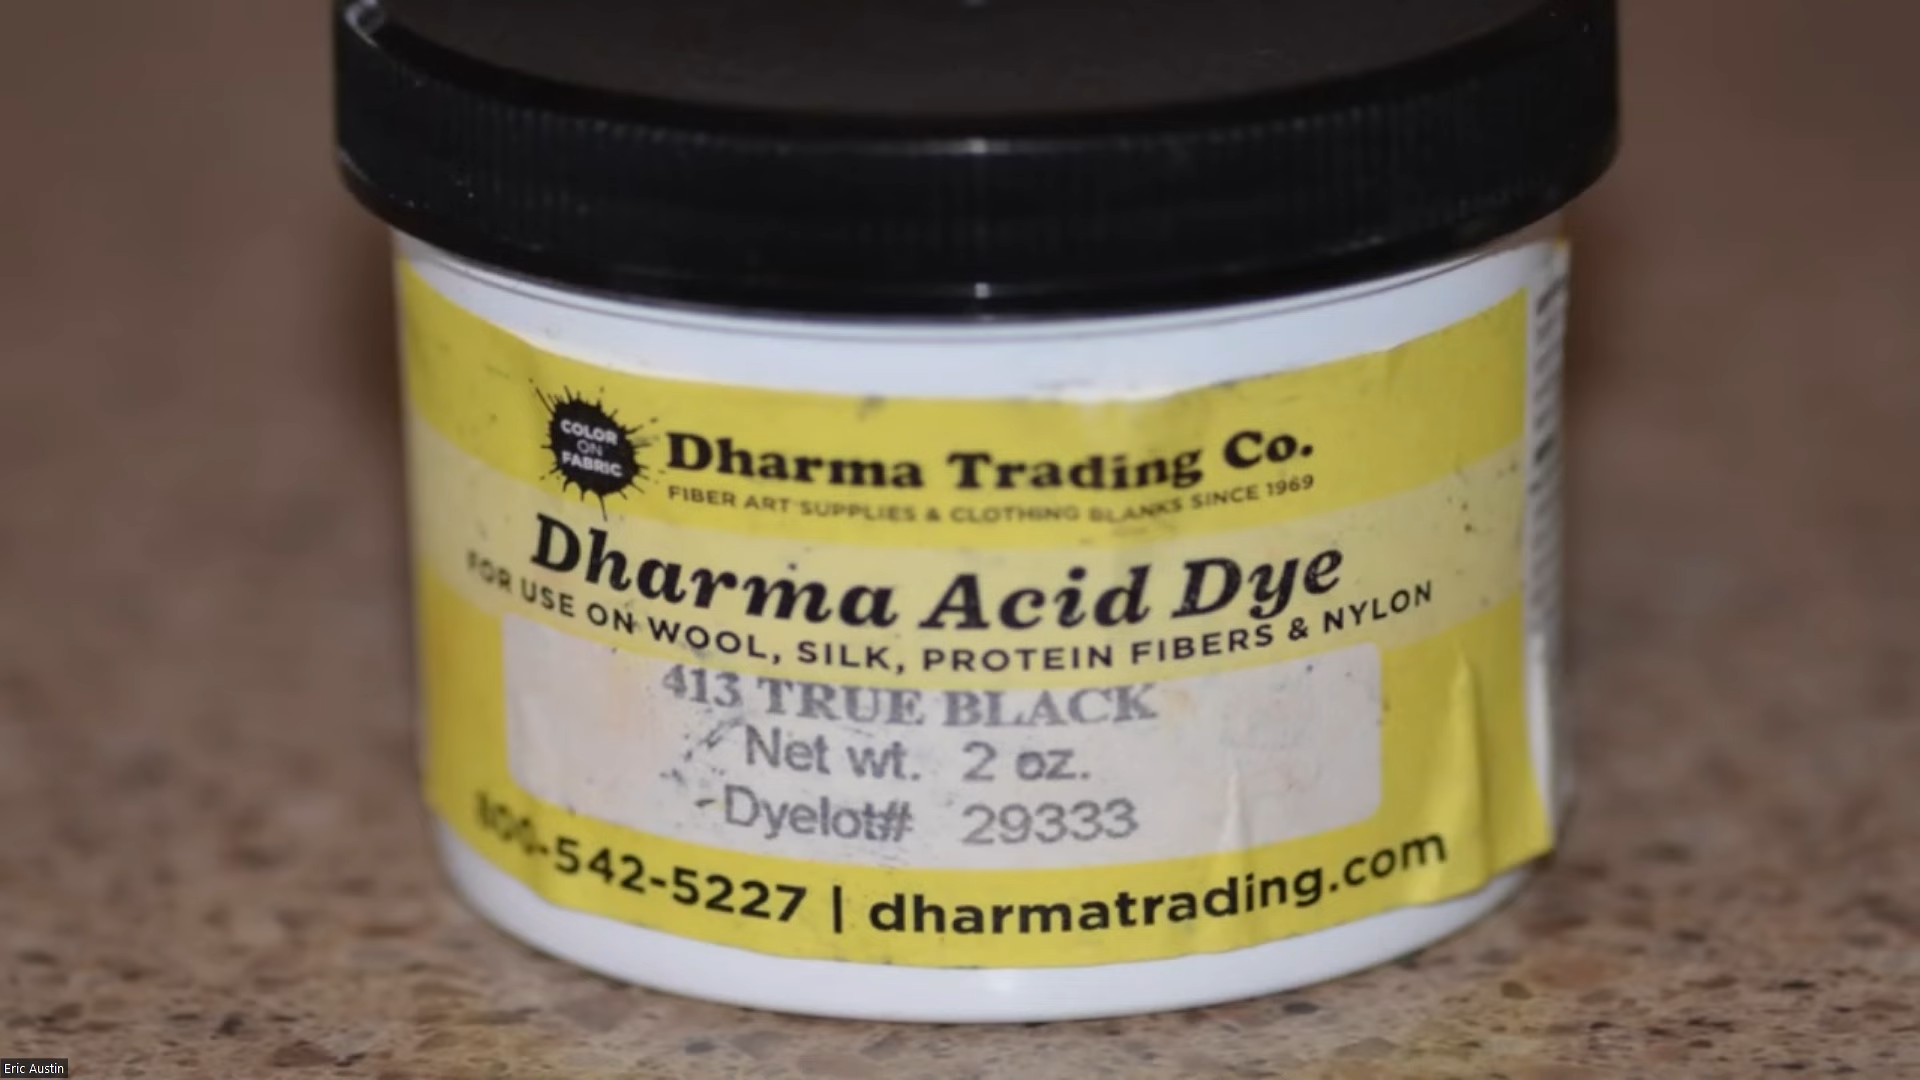 COLOR
ON
FABRIC
Dharma Trading Co.
FIBER ART SUPPLIES & CLOTHING BLANKS SINCE 1969
Dharma Acid Dye
FOR USE ON WOOL, SILK, PROTEIN FIBERS & NYLON
413 TRUE BLACK
Net wt. 2 oz.
Dyelot# 29333
800-542-5227 | dharmatrading.com
Eric Austin